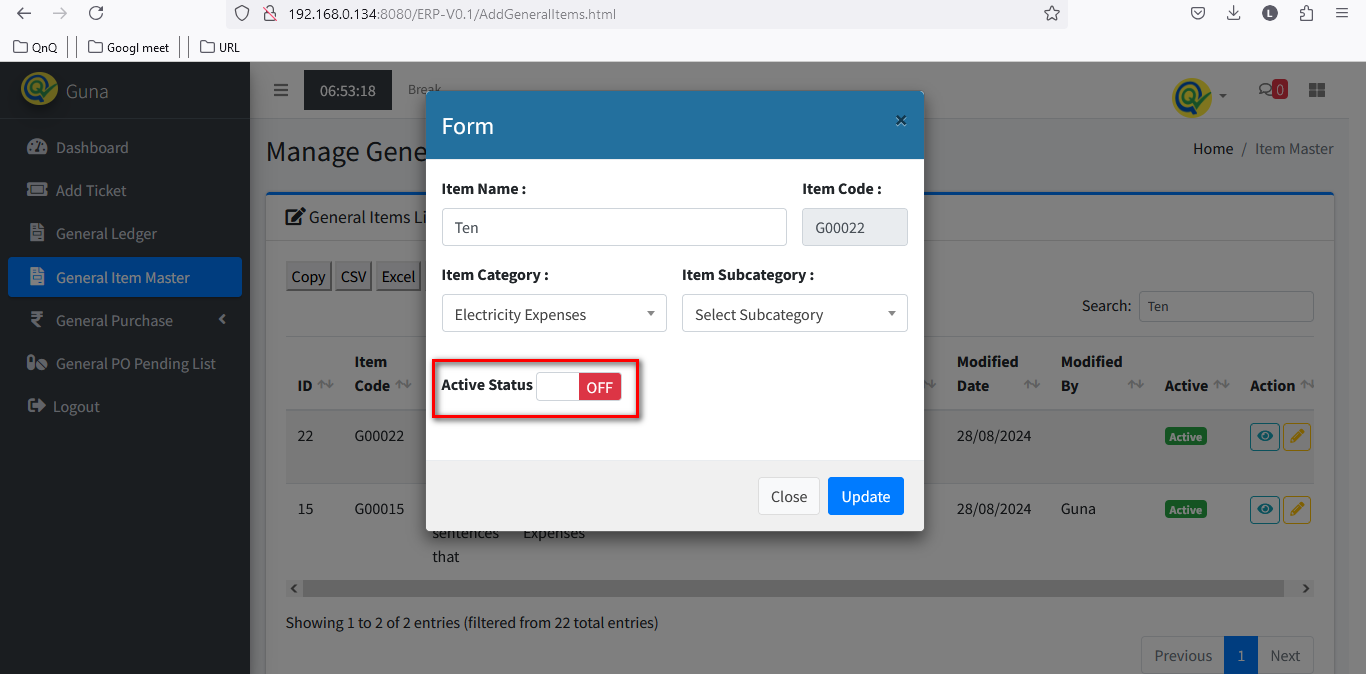 192.168.0.134:8080/ERP-V0.1/AddGeneralItems.html
L
QnQ
Googl meet
URL
Guna
06:53:18
Break
0
Dashboard
Add Ticket
General Ledger
General Item Master
General Purchase
General PO Pending List
Logout
Manage Gene
Home / Item Master
General Items Li
Copy CSV Excel
Search: Ten
ID Item Code Modified Date Modified By Active Action
22 G00022 28/08/2024 Active
15 G00015 28/08/2024 Guna Active
sentences Expenses
that
Showing 1 to 2 of 2 entries (filtered from 22 total entries)
Previous 1 Next
Form ×
Item Name : Item Code :
Ten G00022
Item Category : Item Subcategory :
Electricity Expenses Select Subcategory
Active Status OFF
Close Update